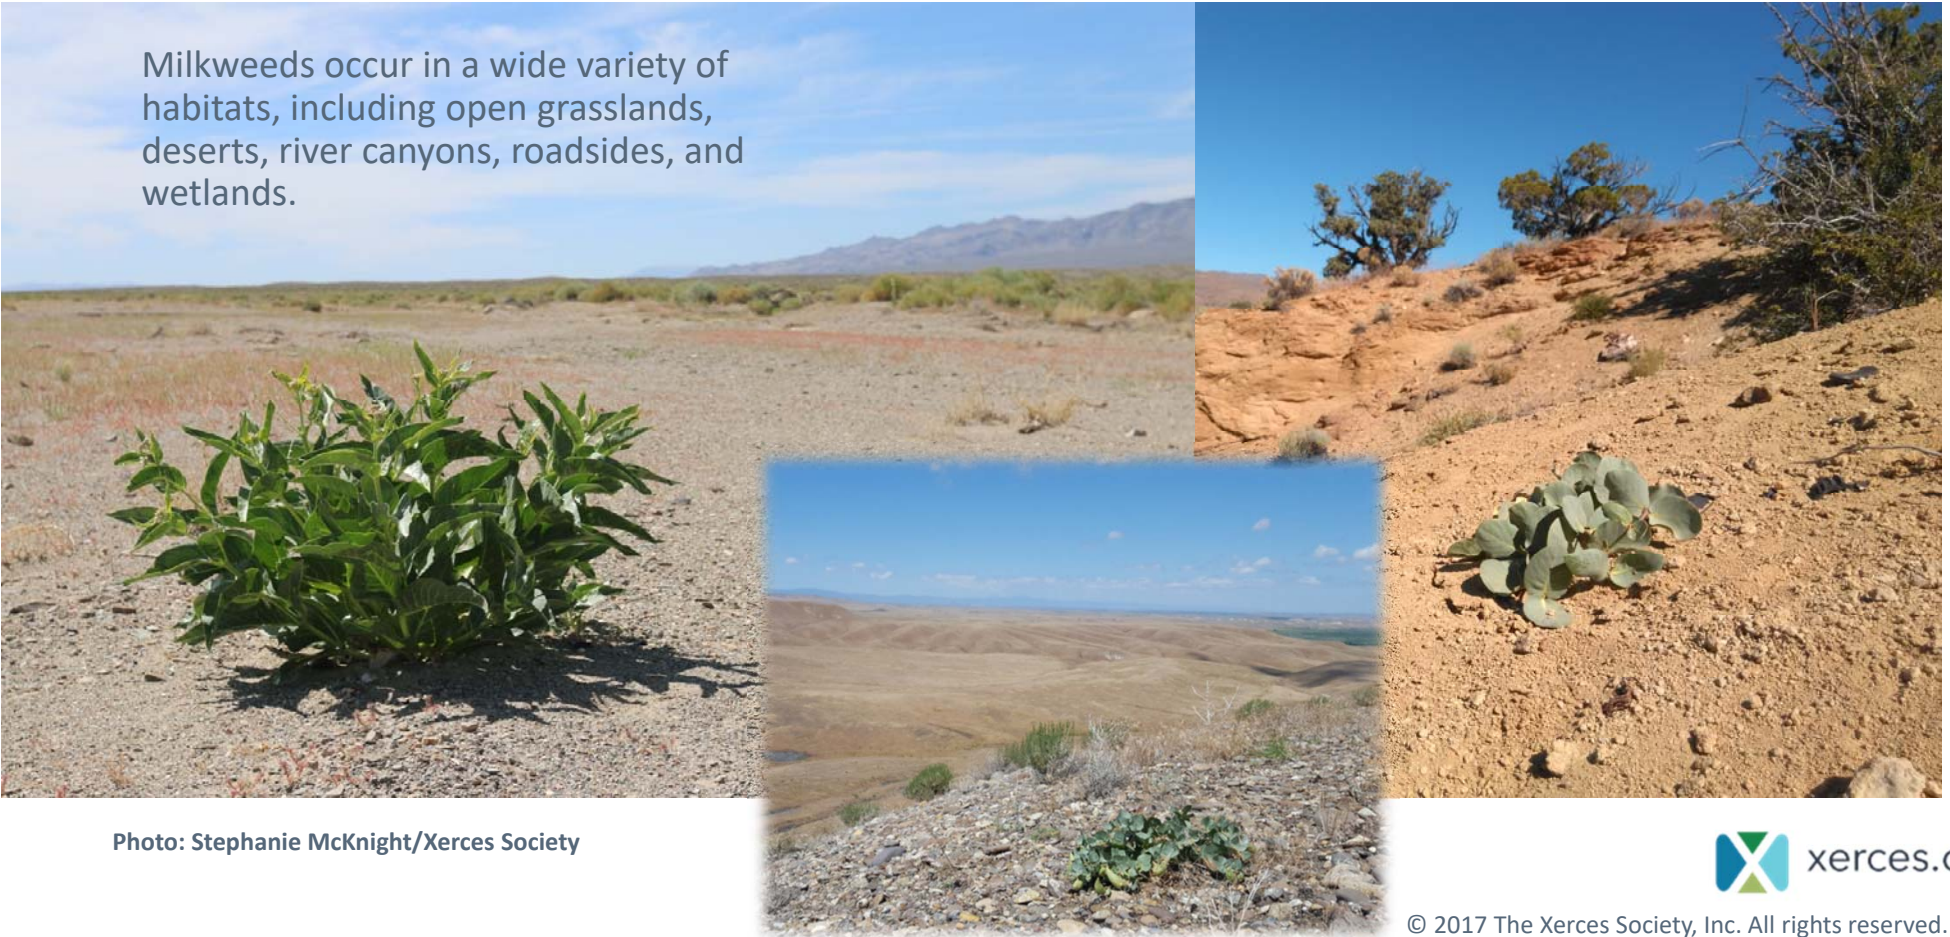 Milkweeds occur in a wide variety of
habitats, including open grasslands,
deserts, river canyons, roadsides, and
wetlands.
Photo: Stephanie McKnight/Xerces Society
xerces.
© 2017 The Xerces Society, Inc. All rights reserved.